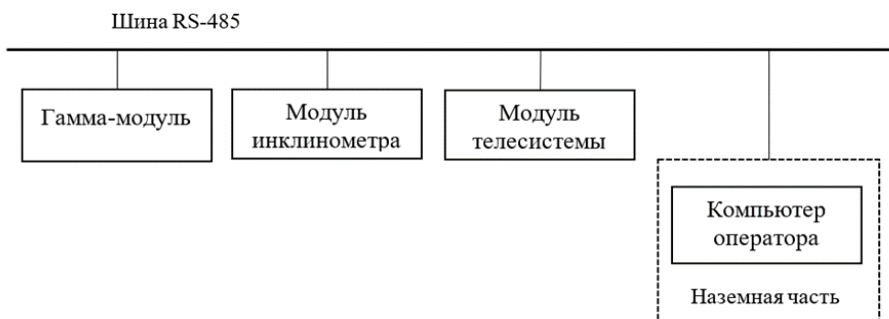 Шина RS-485
Гамма-модуль
Модуль
инклинометра
Модуль
телесистемы
Компьютер
оператора
Наземная часть